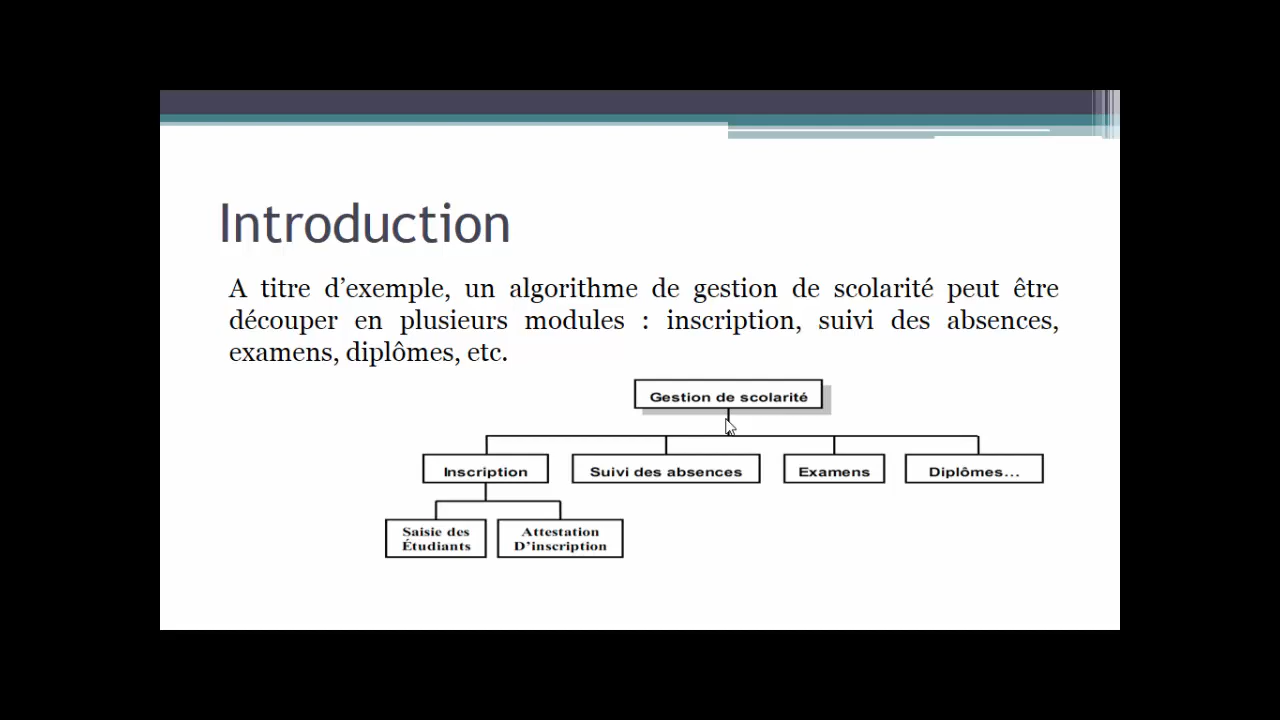 Introduction
A titre d’exemple, un algorithme de gestion de scolarité peut être
découper en plusieurs modules : inscription, suivi des absences,
examens, diplômes, etc.
Gestion de scolarité
Inscription
Suivi des absences
Examens
Diplômes...
Saisie des
Étudiants
Attestation
D’inscription